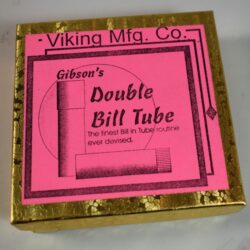 Viking Mfg. Co.
Gibson's
Double
Bill Tube
The finest Bill in Tube routine
ever devised.